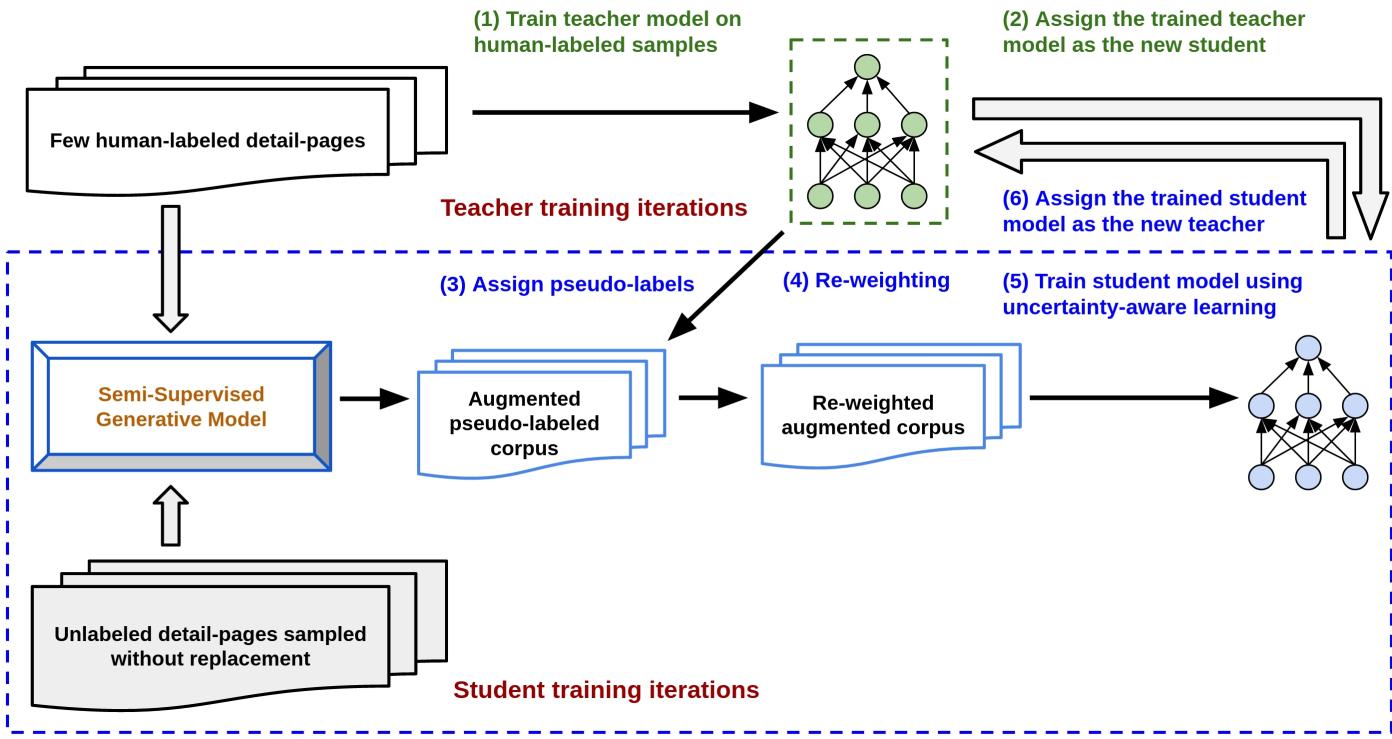 (1) Train teacher model on
human-labeled samples
(2) Assign the trained teacher
model as the new student
Few human-labeled detail-pages
Teacher training iterations
(6) Assign the trained student
model as the new teacher
(3) Assign pseudo-labels
(4) Re-weighting
(5) Train student model using
uncertainty-aware learning
Semi-Supervised
Generative Model
Augmented
pseudo-labeled
corpus
Re-weighted
augmented corpus
Unlabeled detail-pages sampled
without replacement
Student training iterations